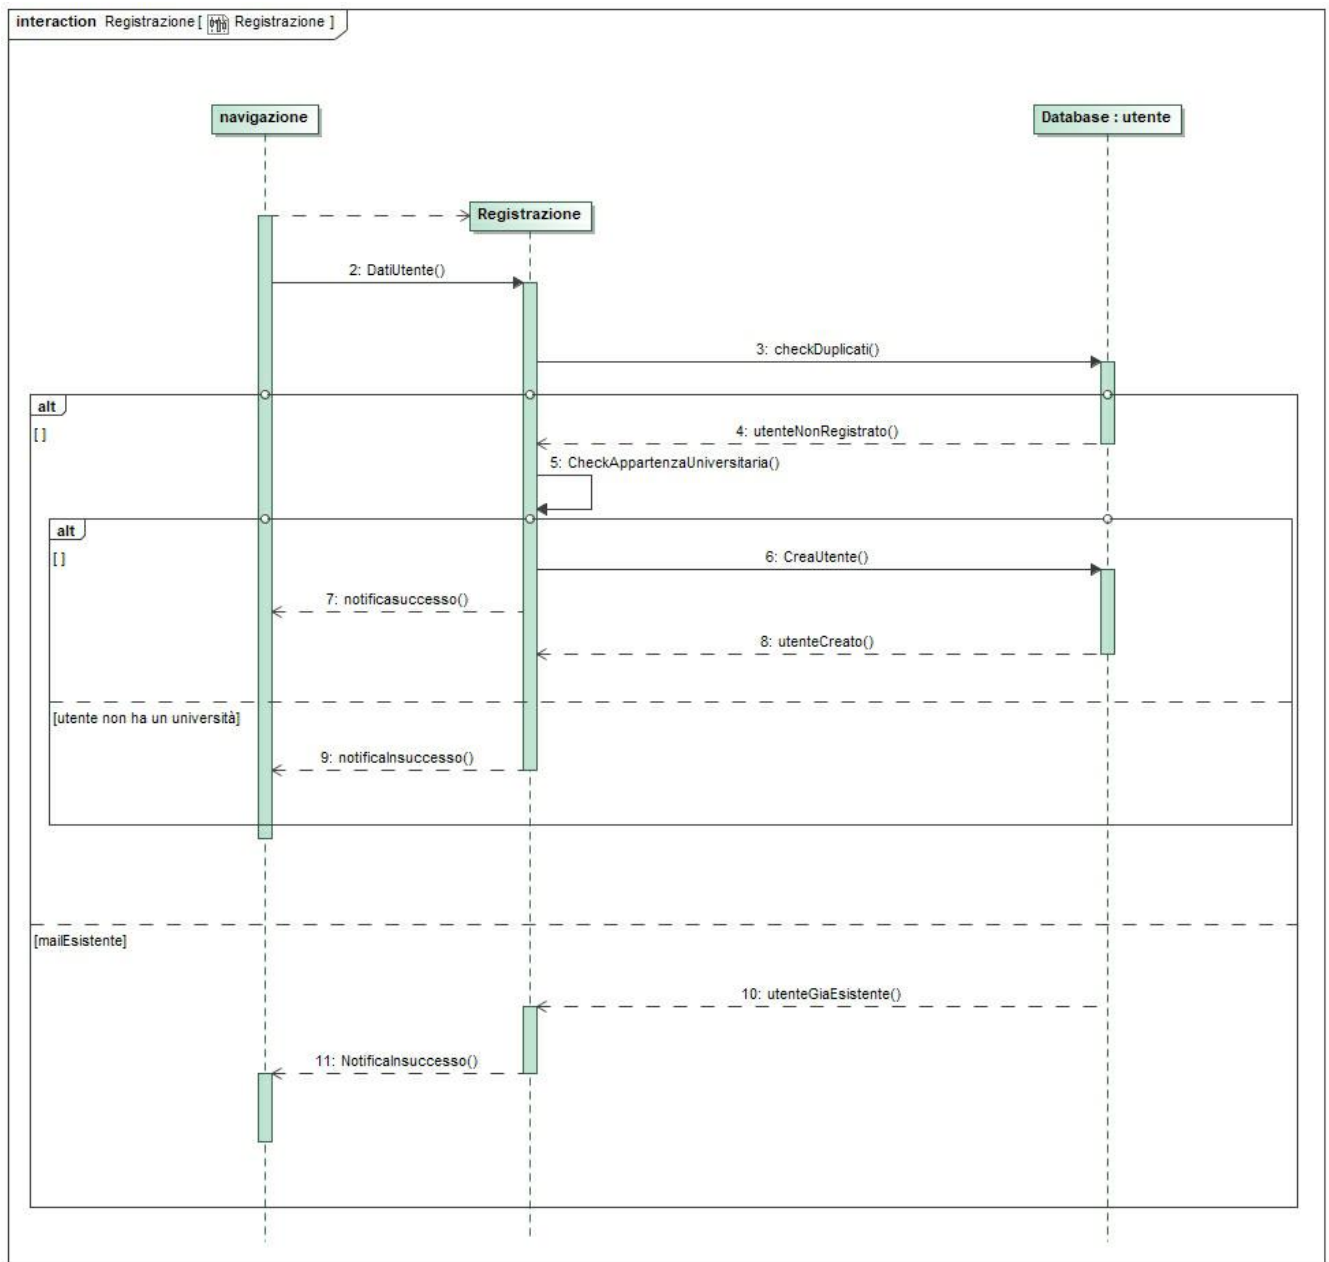 interaction Registrazione [ Registrazione ]
navigazione
Database : utente
Registrazione
2: DatiUtente()
3: checkDuplicati()
alt
[ ]
4: utenteNonRegistrato()
5: CheckAppartenzaUniversitaria()
alt
[ ]
6: CreaUtente()
7: notificasuccesso()
8: utenteCreato()
[utente non ha un università]
9: notificaInsuccesso()
[mailEsistente]
10: utenteGiaEsistente()
11: NotificaInsuccesso()